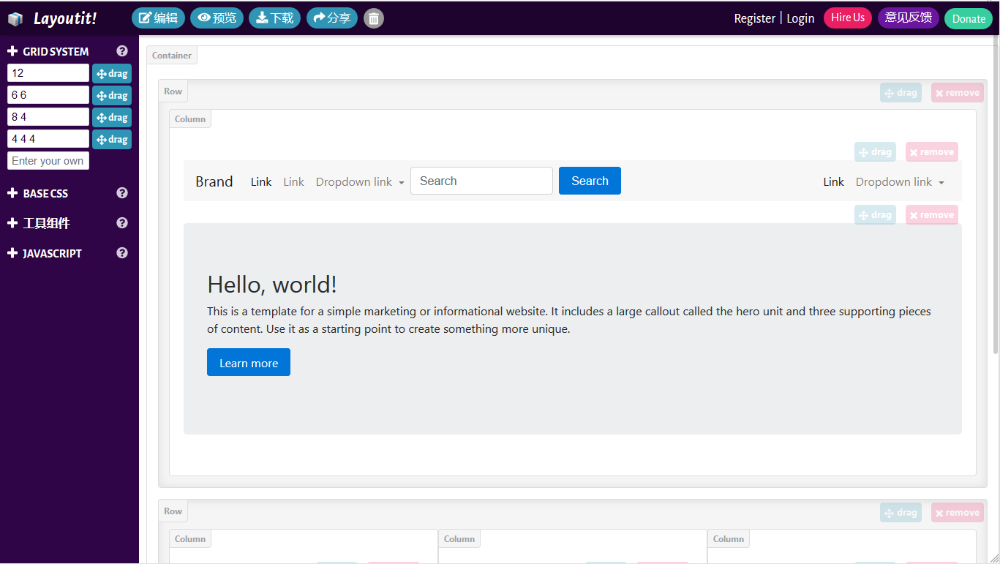 Layoutit! 编辑 预览 下载 分享 Register | Login Hire Us 意见反馈 Donate
GRID SYSTEM ?
12 drag
6 6 drag
8 4 drag
4 4 4 drag
Enter your own
BASE CSS ?
工具组件 ?
JAVASCRIPT ?
Container
Row drag remove
Column
drag remove
Brand Link Link Dropdown link Search Search Link Dropdown link
drag remove
Hello, world!
This is a template for a simple marketing or informational website. It includes a large callout called the hero unit and three supporting pieces
of content. Use it as a starting point to create something more unique.
Learn more
Row drag remove
Column Column Column